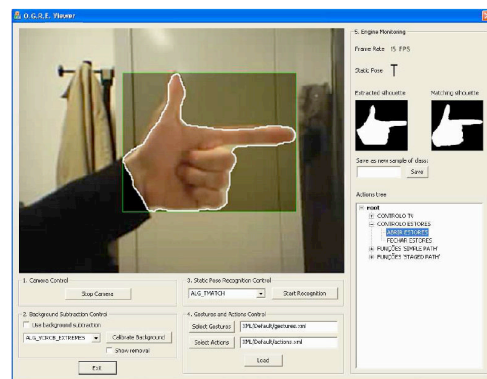 O.G.R.E. Viewer
1. Camera Control
Stop Camera
2. Background Subtraction Control
Use background subtraction
ALG_YCRCB_EXTREMES
Calibrate Background
Show removal
Exit
3. Static Pose Recognition Control
ALG_TMATCH
Start Recognition
4. Gestures and Actions Control
Select Gestures
XML/Default/gestures.xml
Select Actions
XML/Default/actions.xml
Load
5. Engine Monitoring
Frame Rate 15 FPS
Static Pose T
Extracted silhouette
Matching silhouette
Save as new sample of class:
Save
Actions tree
root
CONTROLO TV
CONTROLO ESTORES
ABRIR ESTORES
FECHAR ESTORES
FUNÇÕES 'SIMPLE PATH'
FUNÇÕES 'STAGED PATH'